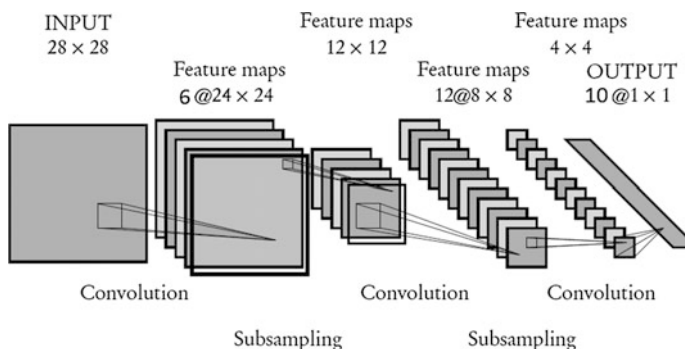 INPUT
28 × 28
Feature maps
6 @24 × 24
Feature maps
12 × 12
Feature maps
12@8 × 8
Feature maps
4 × 4
OUTPUT
10 @1 × 1
Convolution
Subsampling
Convolution
Subsampling
Convolution